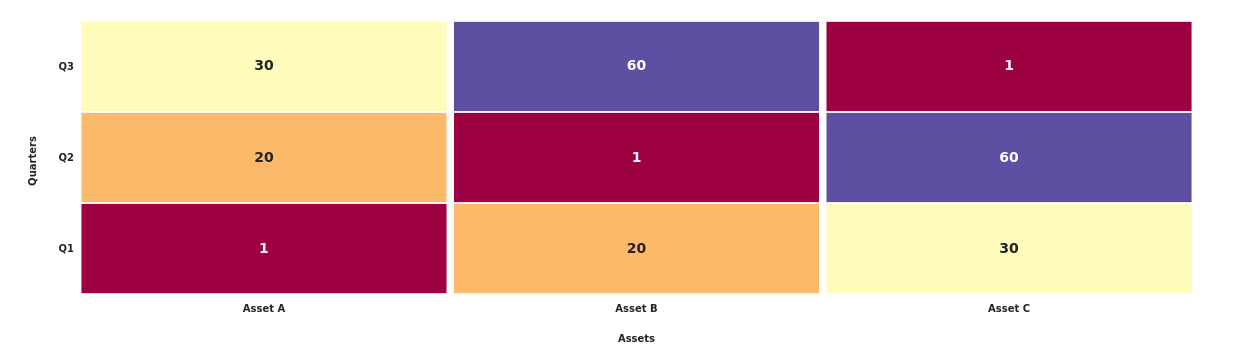 Q3 30 60 1
Quarters
Q2 20 1 60
Q1 1 20 30
Asset A Asset B Asset C
Assets